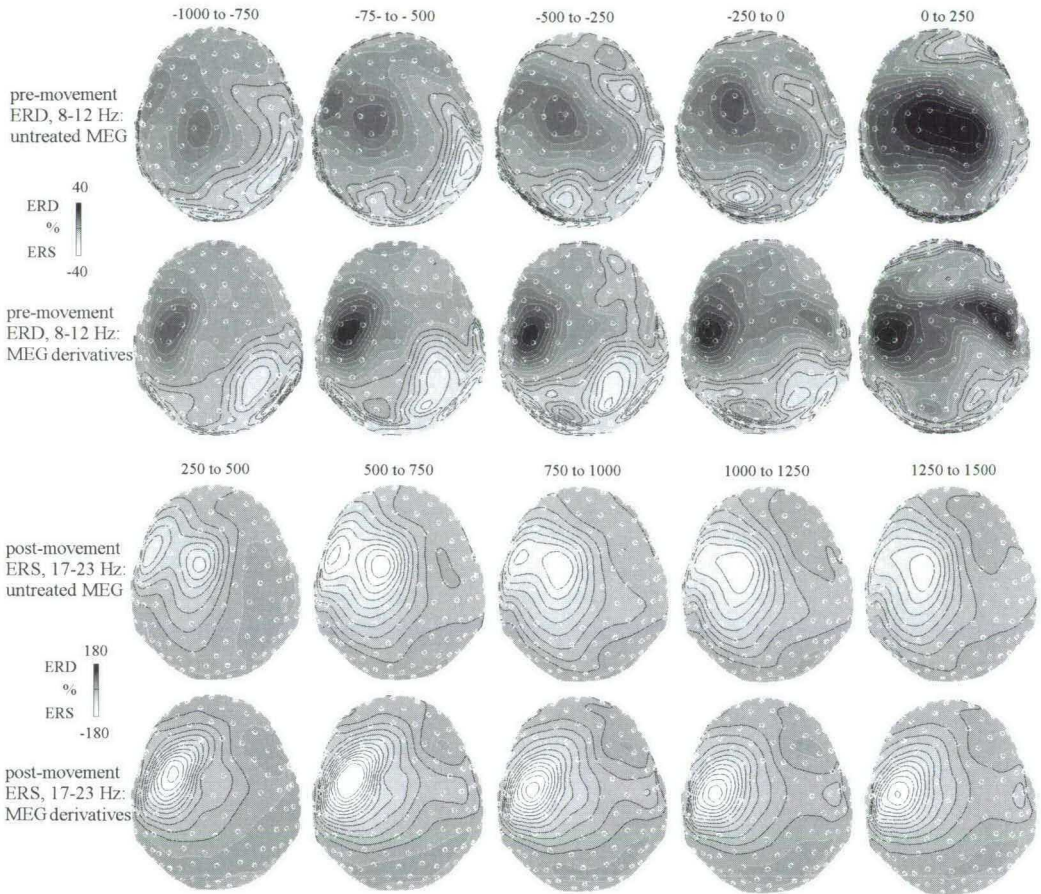 -1000 to -750
-75- to - 500
-500 to -250
-250 to 0
0 to 250
pre-movement
ERD, 8-12 Hz:
untreated MEG
40
ERD
%
ERS
-40
pre-movement
ERD, 8-12 Hz:
MEG derivatives
250 to 500
500 to 750
750 to 1000
1000 to 1250
1250 to 1500
post-movement
ERS, 17-23 Hz:
untreated MEG
180
ERD
%
ERS
-180
post-movement
ERS, 17-23 Hz:
MEG derivatives